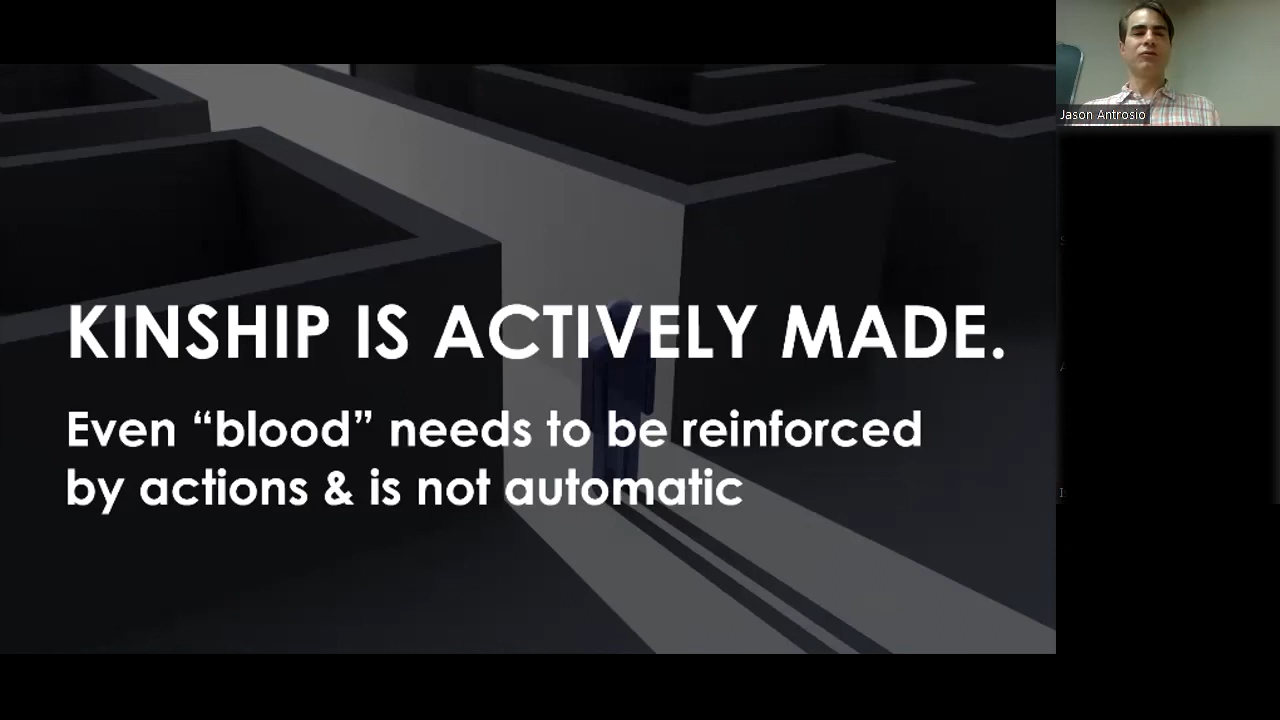 Jason Antrosio
KINSHIP IS ACTIVELY MADE.
Even “blood” needs to be reinforced
by actions & is not automatic